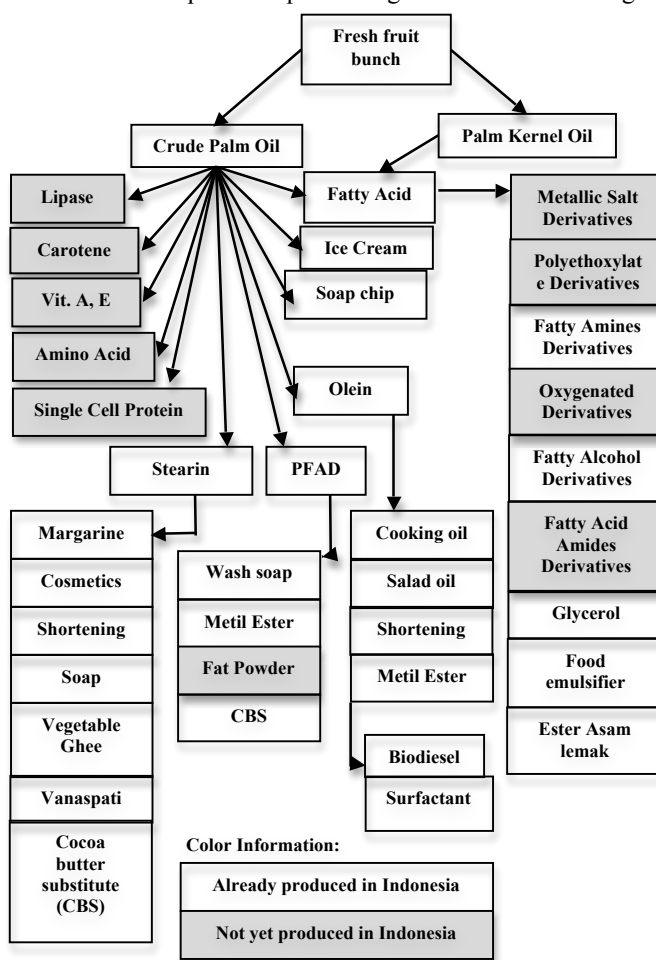 Fresh fruit
bunch
Crude Palm Oil
Palm Kernel Oil
Lipase
Carotene
Vit. A, E
Amino Acid
Single Cell Protein
Fatty Acid
Ice Cream
Soap chip
Olein
Stearin
PFAD
Metallic Salt
Derivatives
Polyethoxylat
e Derivatives
Fatty Amines
Derivatives
Oxygenated
Derivatives
Fatty Alcohol
Derivatives
Fatty Acid
Amides
Derivatives
Glycerol
Food
emulsifier
Ester Asam
lemak
Margarine
Cosmetics
Shortening
Soap
Vegetable
Ghee
Vanaspati
Cocoa
butter
substitute
(CBS)
Wash soap
Metil Ester
Fat Powder
CBS
Cooking oil
Salad oil
Shortening
Metil Ester
Biodiesel
Surfactant
Color Information:
Already produced in Indonesia
Not yet produced in Indonesia